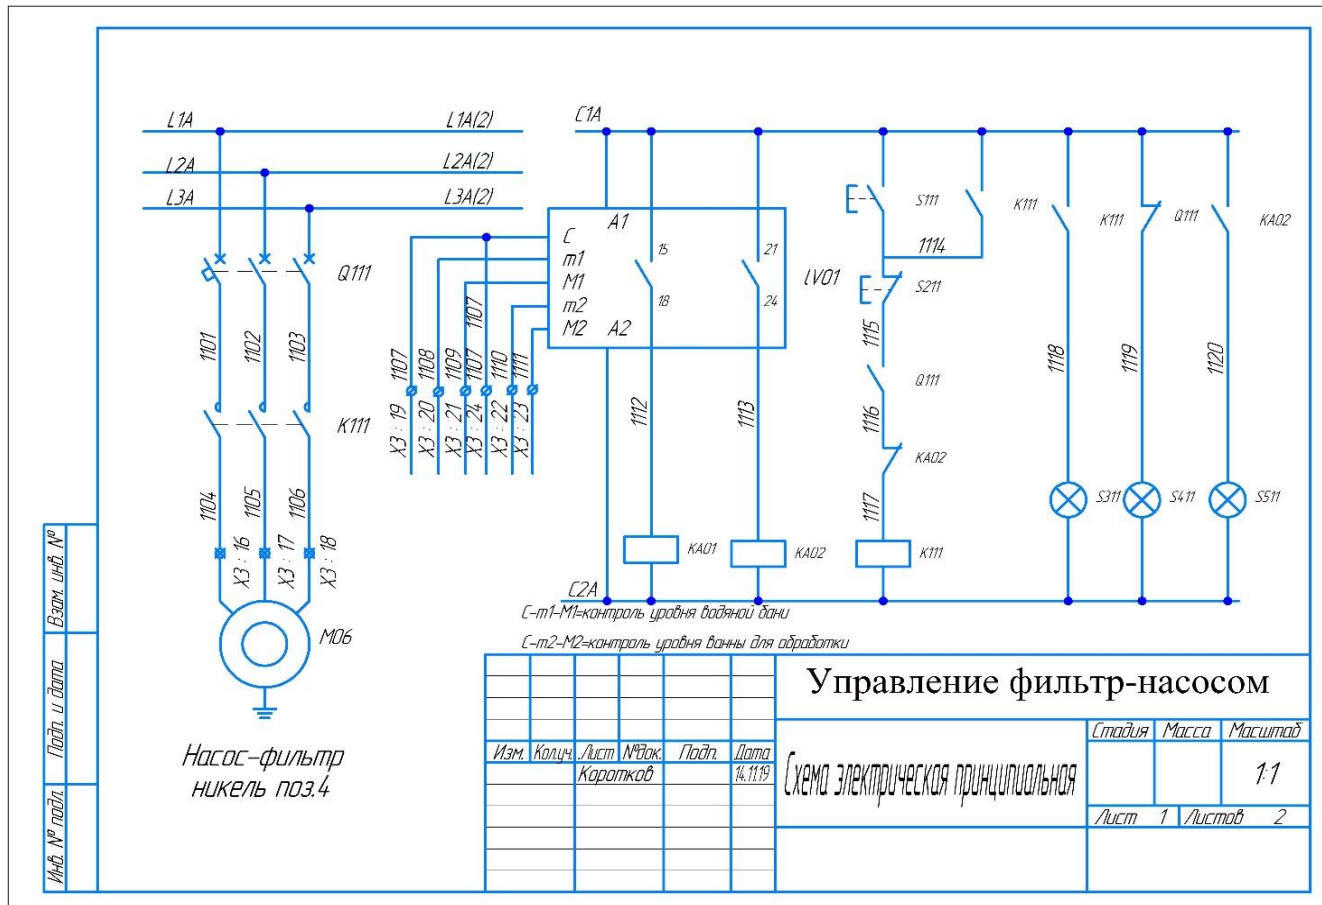 L1A
L1A(2)
L2A
L2A(2)
L3A
L3A(2)
Q111
1101
1102
1103
K111
1104
1105
1106
X3 : 16
X3 : 17
X3 : 18
M06
Насос-фильтр
никель поз.4
C1A
A1
C
m1
M1
m2
M2
A2
15
18
21
24
LV01
1107
1107
1108
1109
1107
1110
1111
X3 : 19
X3 : 20
X3 : 21
X3 : 24
X3 : 22
X3 : 23
1112
1113
KA01
KA02
S111
K111
1114
S211
1115
Q111
1116
KA02
1117
K111
K111
Q111
KA02
1118
1119
1120
S311
S411
S511
C2A
C-m1-M1=контроль уровня водяной бани
C-m2-M2=контроль уровня ванны для обработки
Управление фильтр-насосом
Схема электрическая принципиальная
Стадия Масса Масштаб
1:1
Лист 1 Листов 2
Изм. Кол.уч. Лист №док. Подп. Дата
Коротков 14.11.19
Взам. инв. №
Подп. и дата
Инв. № подл.